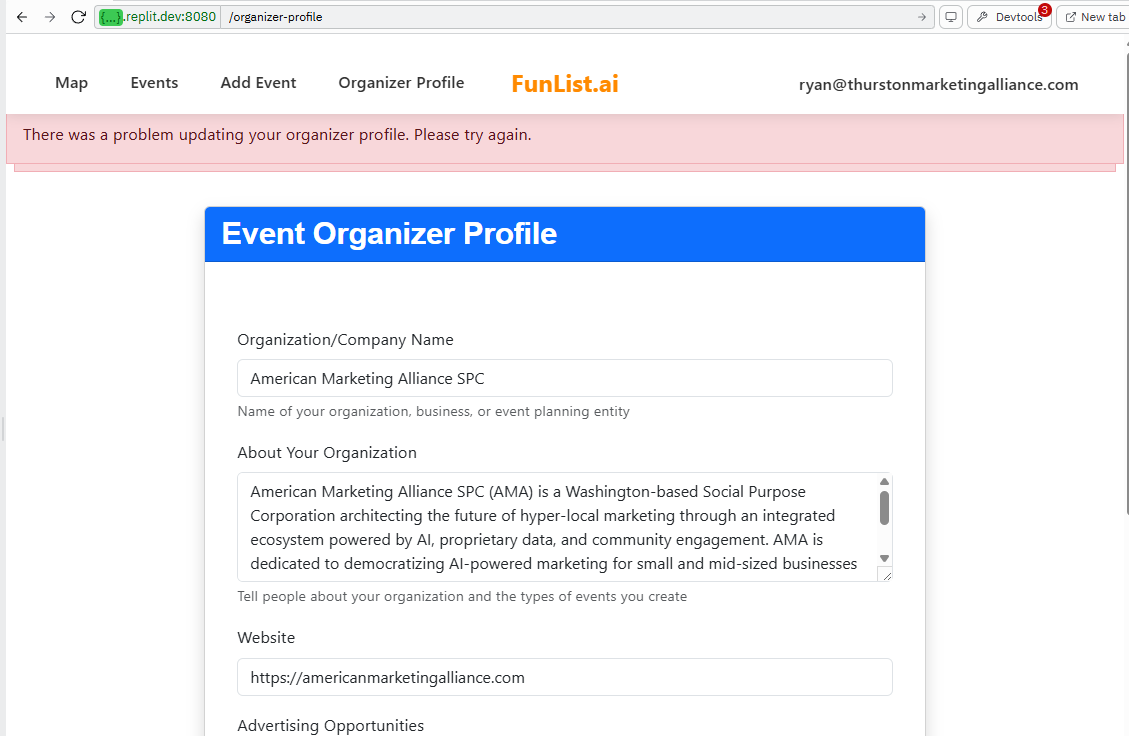 {...}.replit.dev:8080 /organizer-profile Devtools 3 New tab
Map Events Add Event Organizer Profile FunList.ai ryan@thurstonmarketingalliance.com
There was a problem updating your organizer profile. Please try again.
Event Organizer Profile
Organization/Company Name
American Marketing Alliance SPC
Name of your organization, business, or event planning entity
About Your Organization
American Marketing Alliance SPC (AMA) is a Washington-based Social Purpose
Corporation architecting the future of hyper-local marketing through an integrated
ecosystem powered by AI, proprietary data, and community engagement. AMA is
dedicated to democratizing AI-powered marketing for small and mid-sized businesses
Tell people about your organization and the types of events you create
Website
https://americanmarketingalliance.com
Advertising Opportunities